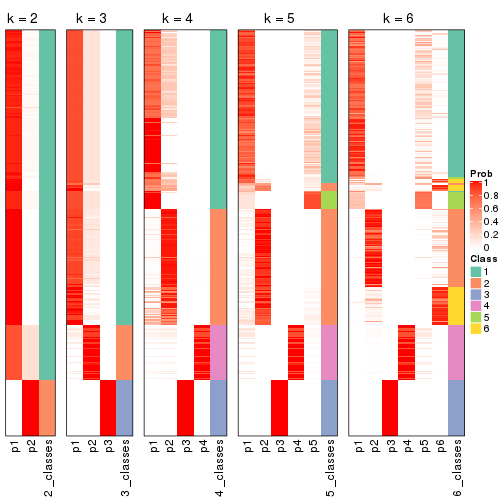 k = 2
k = 3
k = 4
k = 5
k = 6
p1
p2
2_classes
p1
p2
p3
3_classes
p1
p2
p3
p4
4_classes
p1
p2
p3
p4
p5
5_classes
p1
p2
p3
p4
p5
p6
6_classes
Prob
1
0.8
0.6
0.4
0.2
0
Class
1
2
3
4
5
6